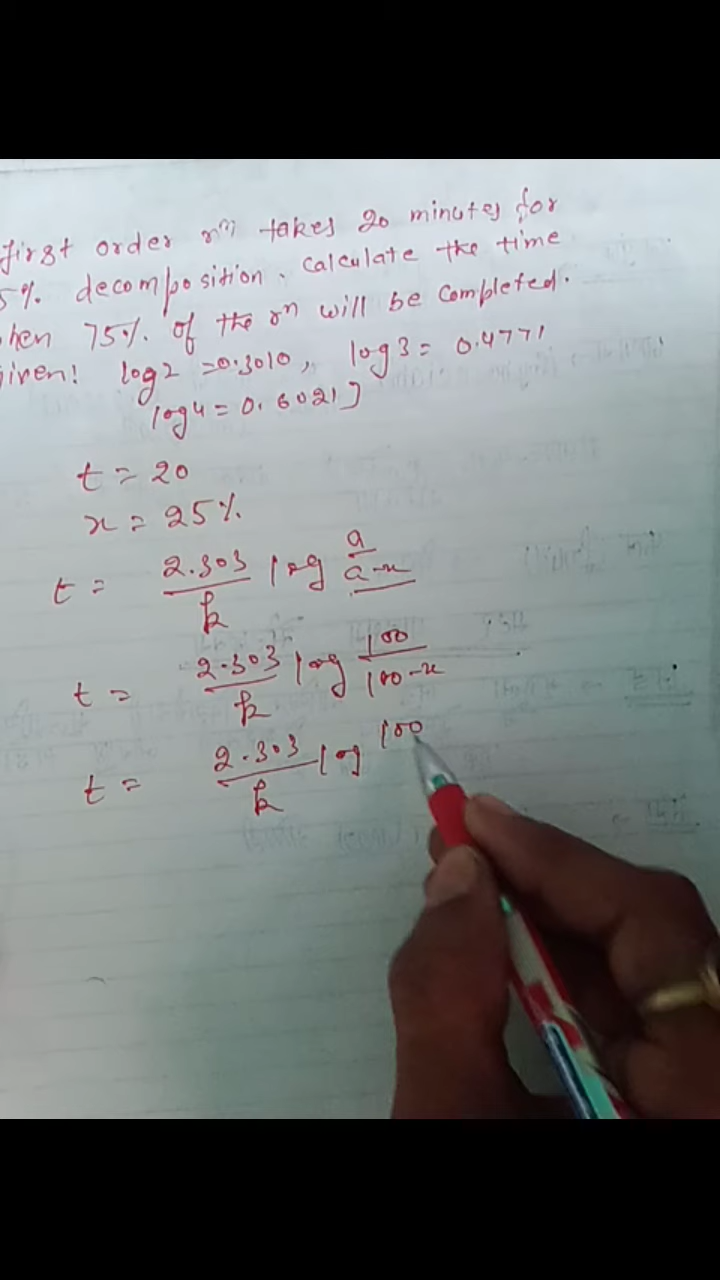 first order rxn takes 20 minutes for
5% decomposition. calculate the time
hen 75% of the rxn will be completed.
iven! log2 =0.3010, log3 = 0.4771
log4 = 0.6021]
t = 20
x = 25%
t = 2.303/k log a/a-x
t = 2.303/k log 100/100-x
t = 2.303/k log 100